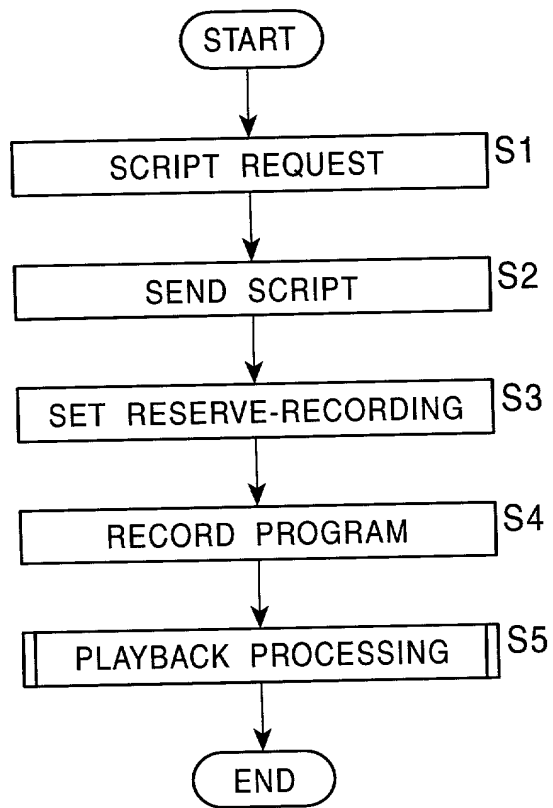 START
SCRIPT REQUEST S1
SEND SCRIPT S2
SET RESERVE-RECORDING S3
RECORD PROGRAM S4
PLAYBACK PROCESSING S5
END